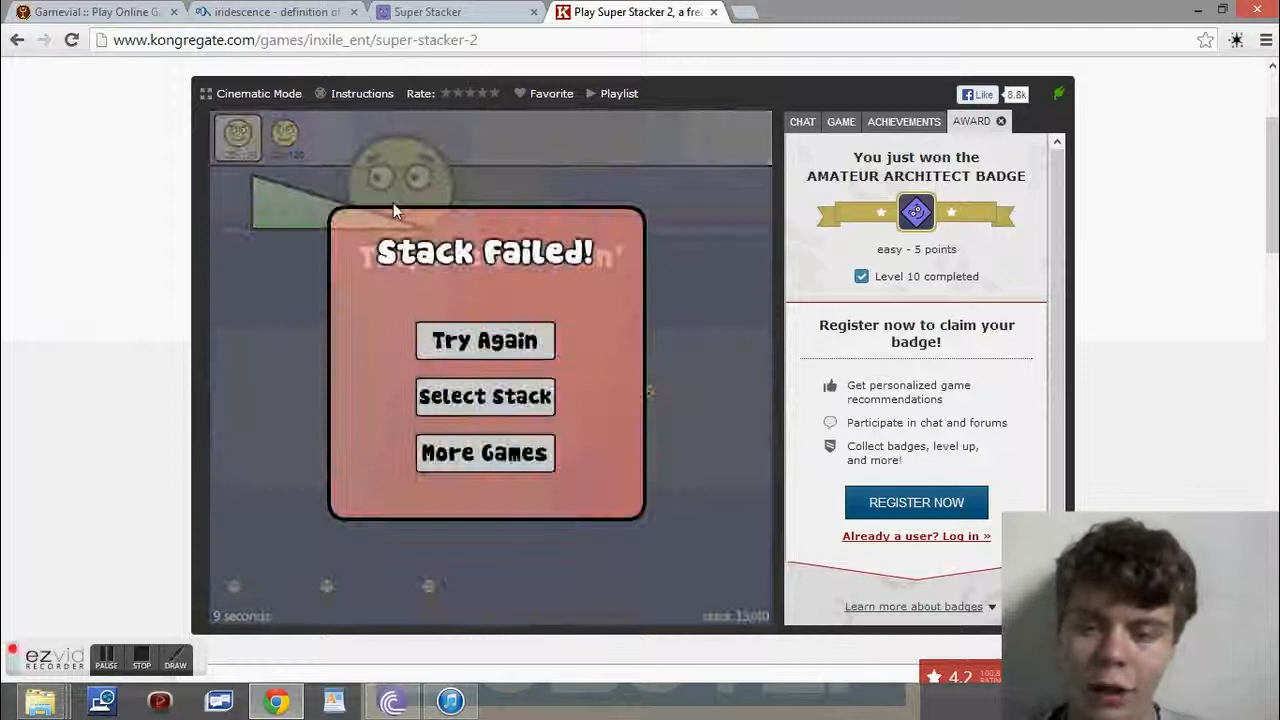 Gamevial :: Play Online G
iridescence - definition of
Super Stacker
Play Super Stacker 2, a fre
www.kongregate.com/games/inxile_ent/super-stacker-2
Cinematic Mode
Instructions
Rate:
Favorite
Playlist
Like
8.8k
CHAT
GAME
ACHIEVEMENTS
AWARD
Stack Failed!
Try Again
Select Stack
More Games
9 seconds
You just won the
AMATEUR ARCHITECT BADGE
easy - 5 points
Level 10 completed
Register now to claim your
badge!
Get personalized game
recommendations
Participate in chat and forums
Collect badges, level up,
and more!
REGISTER NOW
Already a user? Log in »
Learn more about badges
4.2
ezvid
RECORDER
PAUSE
STOP
DRAW